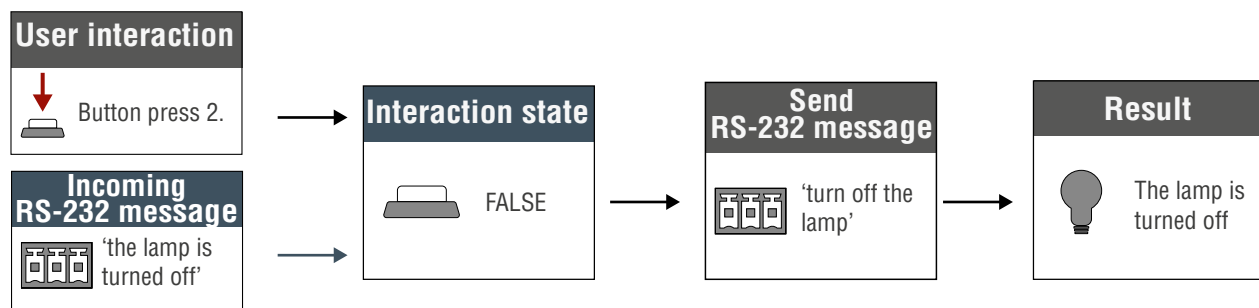 User interaction
Button press 2.
Incoming
RS-232 message
‘the lamp is
turned off’
Interaction state
FALSE
Send
RS-232 message
‘turn off the
lamp’
Result
The lamp is
turned off